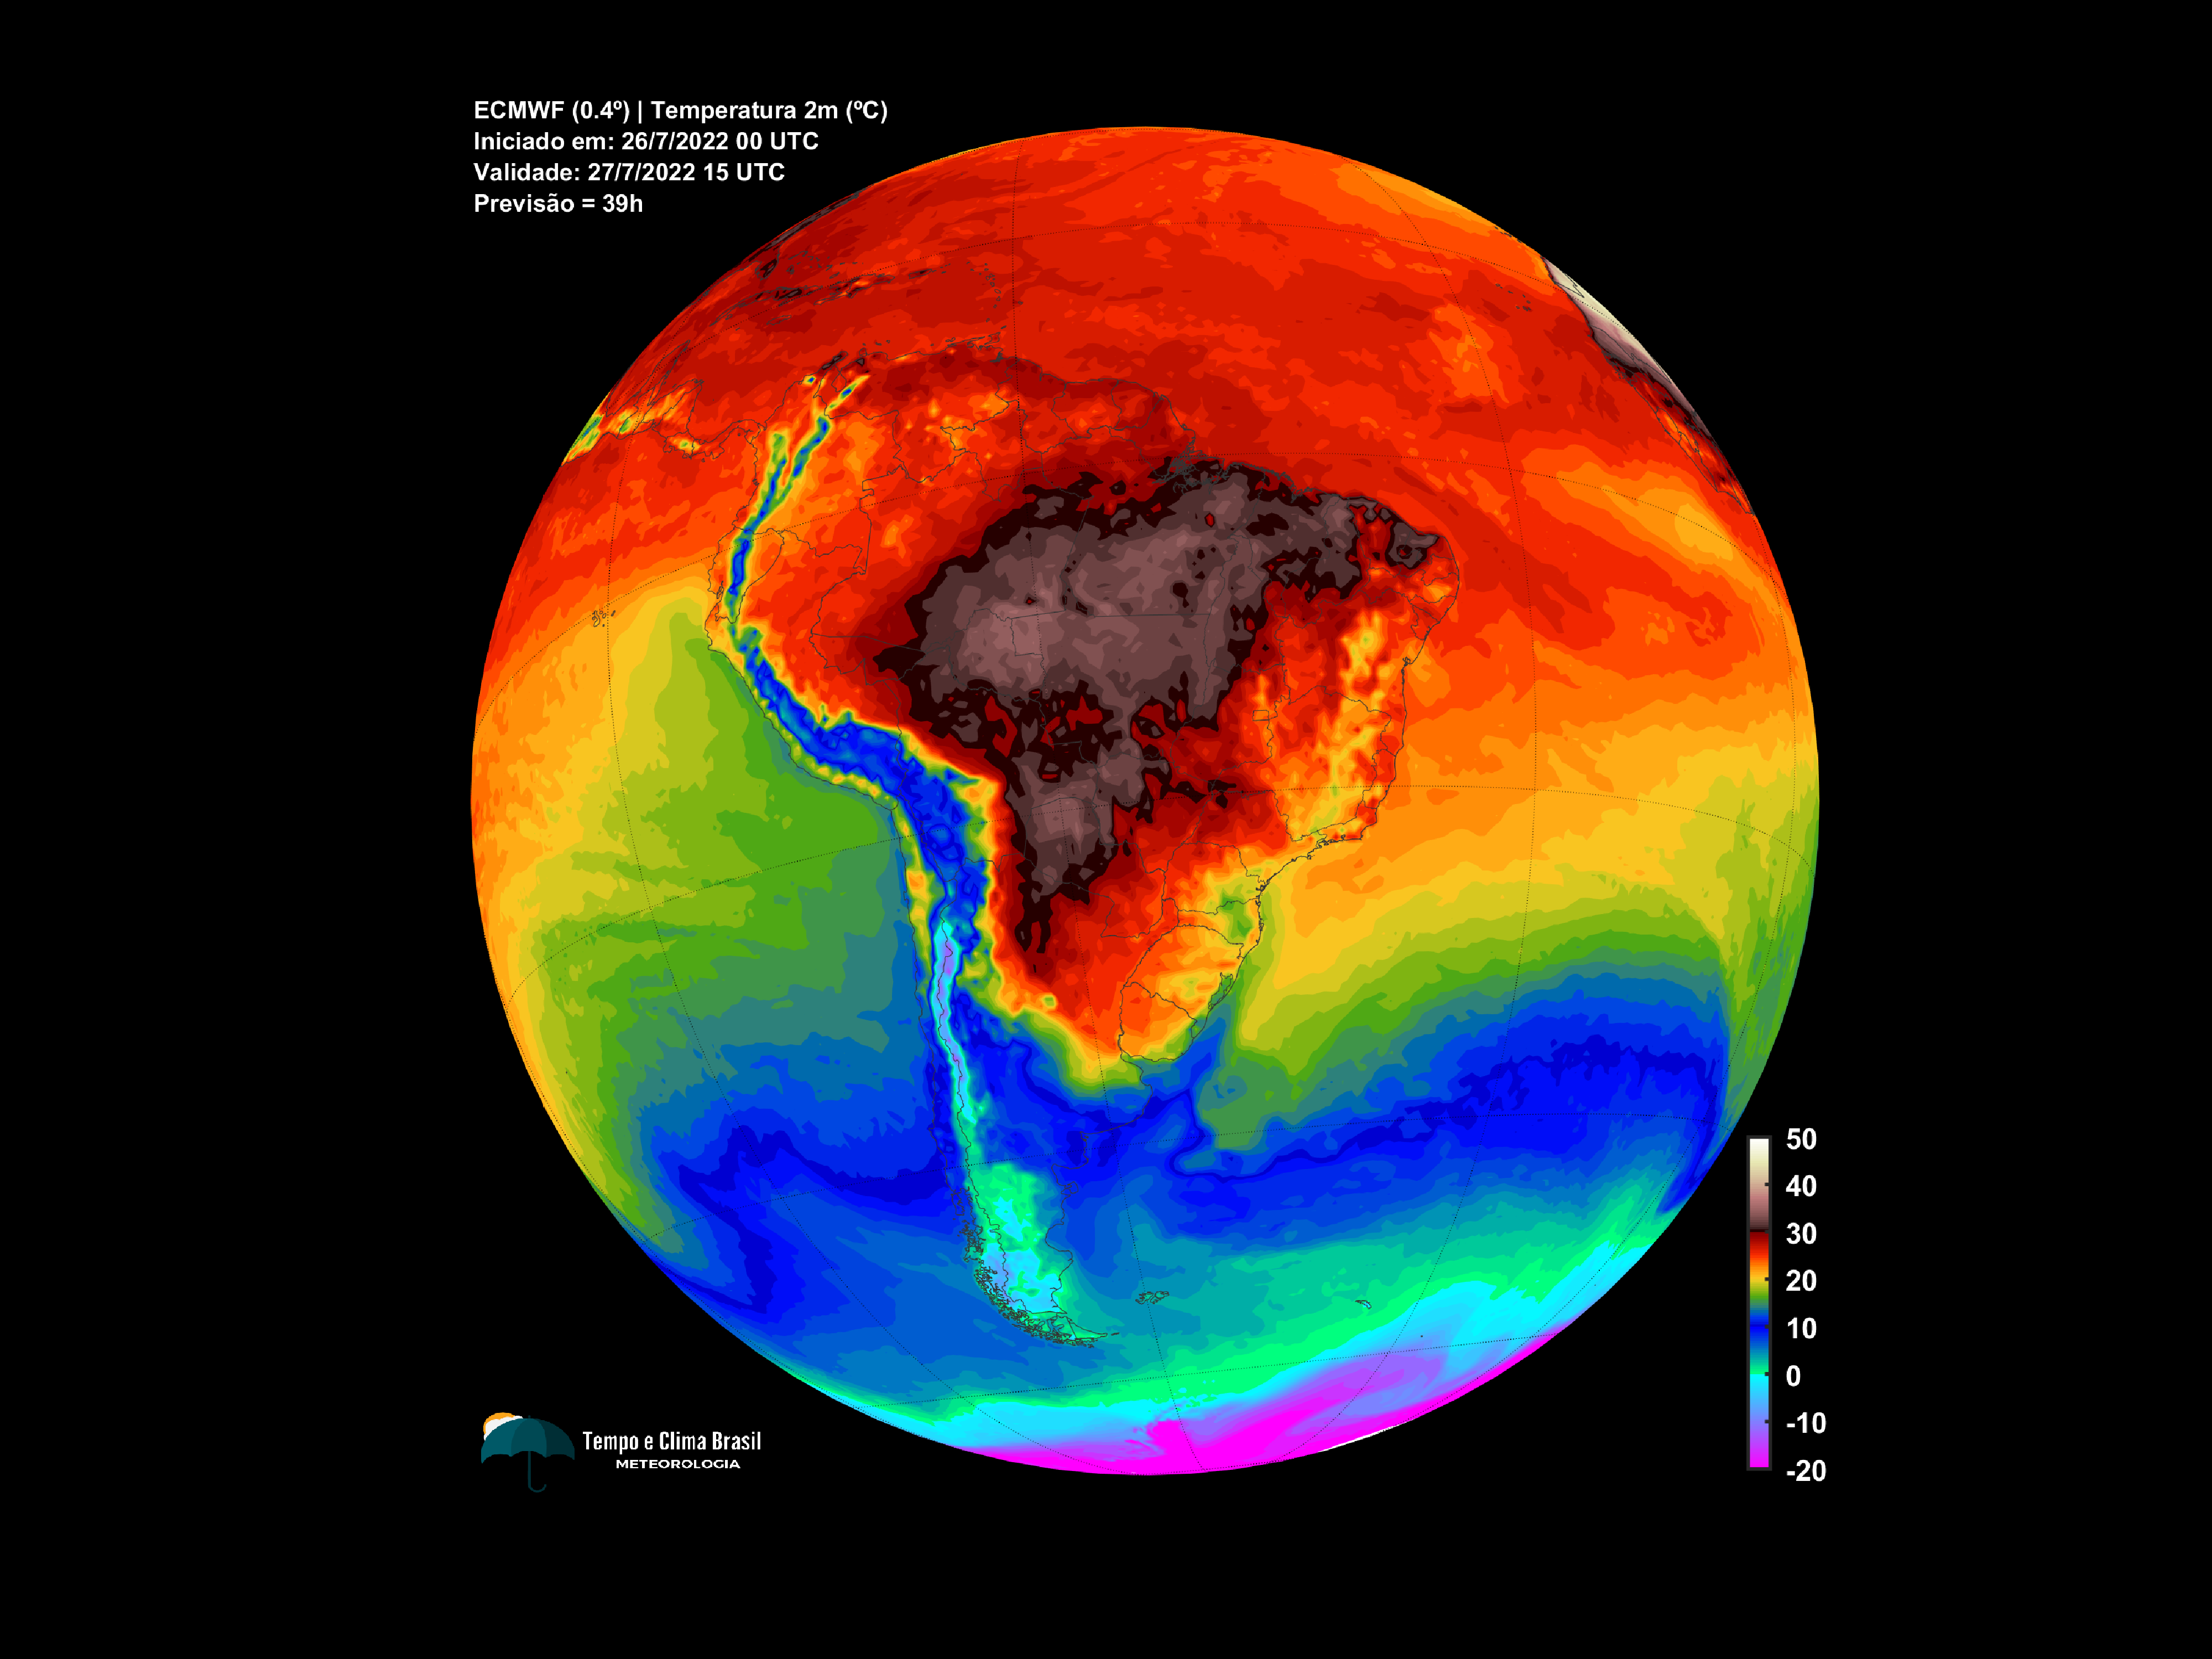 ECMWF (0.4º) | Temperatura 2m (ºC)
Iniciado em: 26/7/2022 00 UTC
Validade: 27/7/2022 15 UTC
Previsão = 39h
50
40
30
20
10
0
-10
-20
Tempo e Clima Brasil
METEOROLOGIA